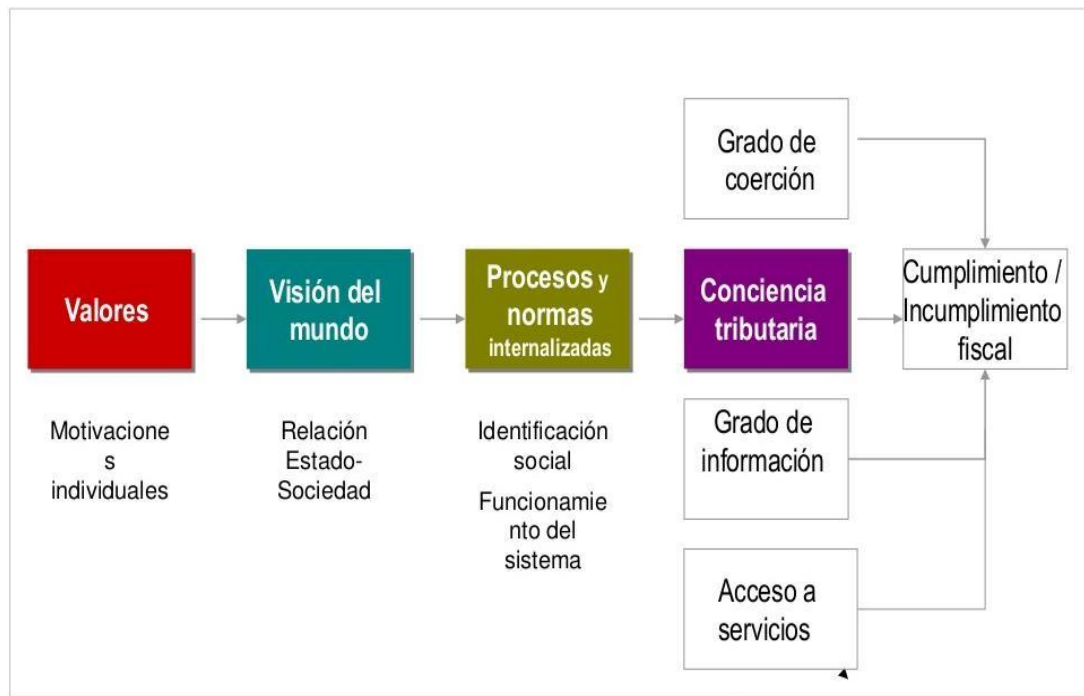 Grado de
coerción
Valores
Visión del
mundo
Procesos y
normas
internalizadas
Conciencia
tributaria
Cumplimiento /
Incumplimiento
fiscal
Motivacione
s
individuales
Relación
Estado-
Sociedad
Identificación
social
Funcionamie
nto del
sistema
Grado de
información
Acceso a
servicios